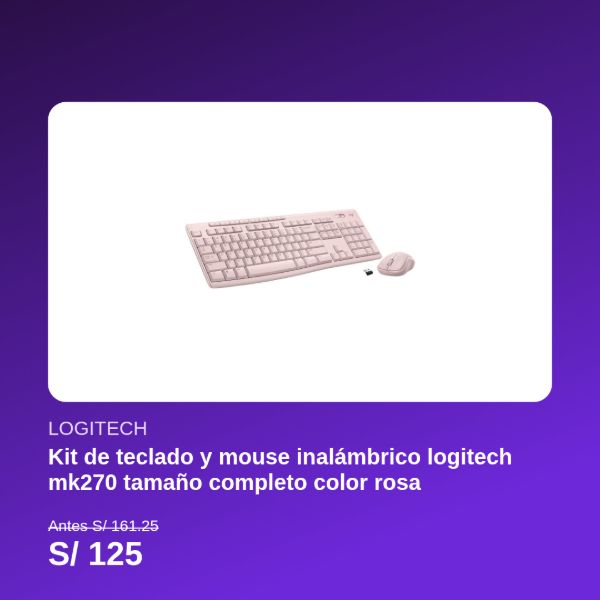 LOGITECH
Kit de teclado y mouse inalámbrico logitech
mk270 tamaño completo color rosa
Antes S/ 161.25
S/ 125